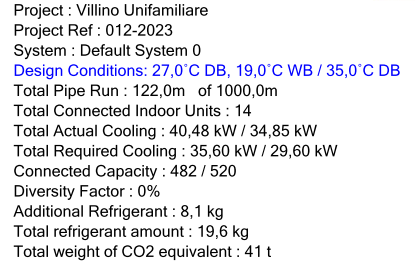 Project : Villino Unifamiliare
Project Ref : 012-2023
System : Default System 0
Design Conditions: 27,0˚C DB, 19,0˚C WB / 35,0˚C DB
Total Pipe Run : 122,0m   of 1000,0m
Total Connected Indoor Units : 14
Total Actual Cooling : 40,48 kW / 34,85 kW
Total Required Cooling : 35,60 kW / 29,60 kW
Connected Capacity : 482 / 520
Diversity Factor : 0%
Additional Refrigerant : 8,1 kg
Total refrigerant amount : 19,6 kg
Total weight of CO2 equivalent : 41 t